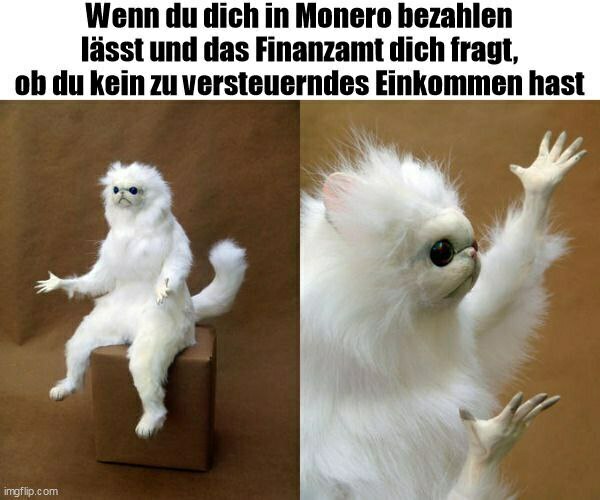 Wenn du dich in Monero bezahlen
lässt und das Finanzamt dich fragt,
ob du kein zu versteuerndes Einkommen hast
imgflip.com